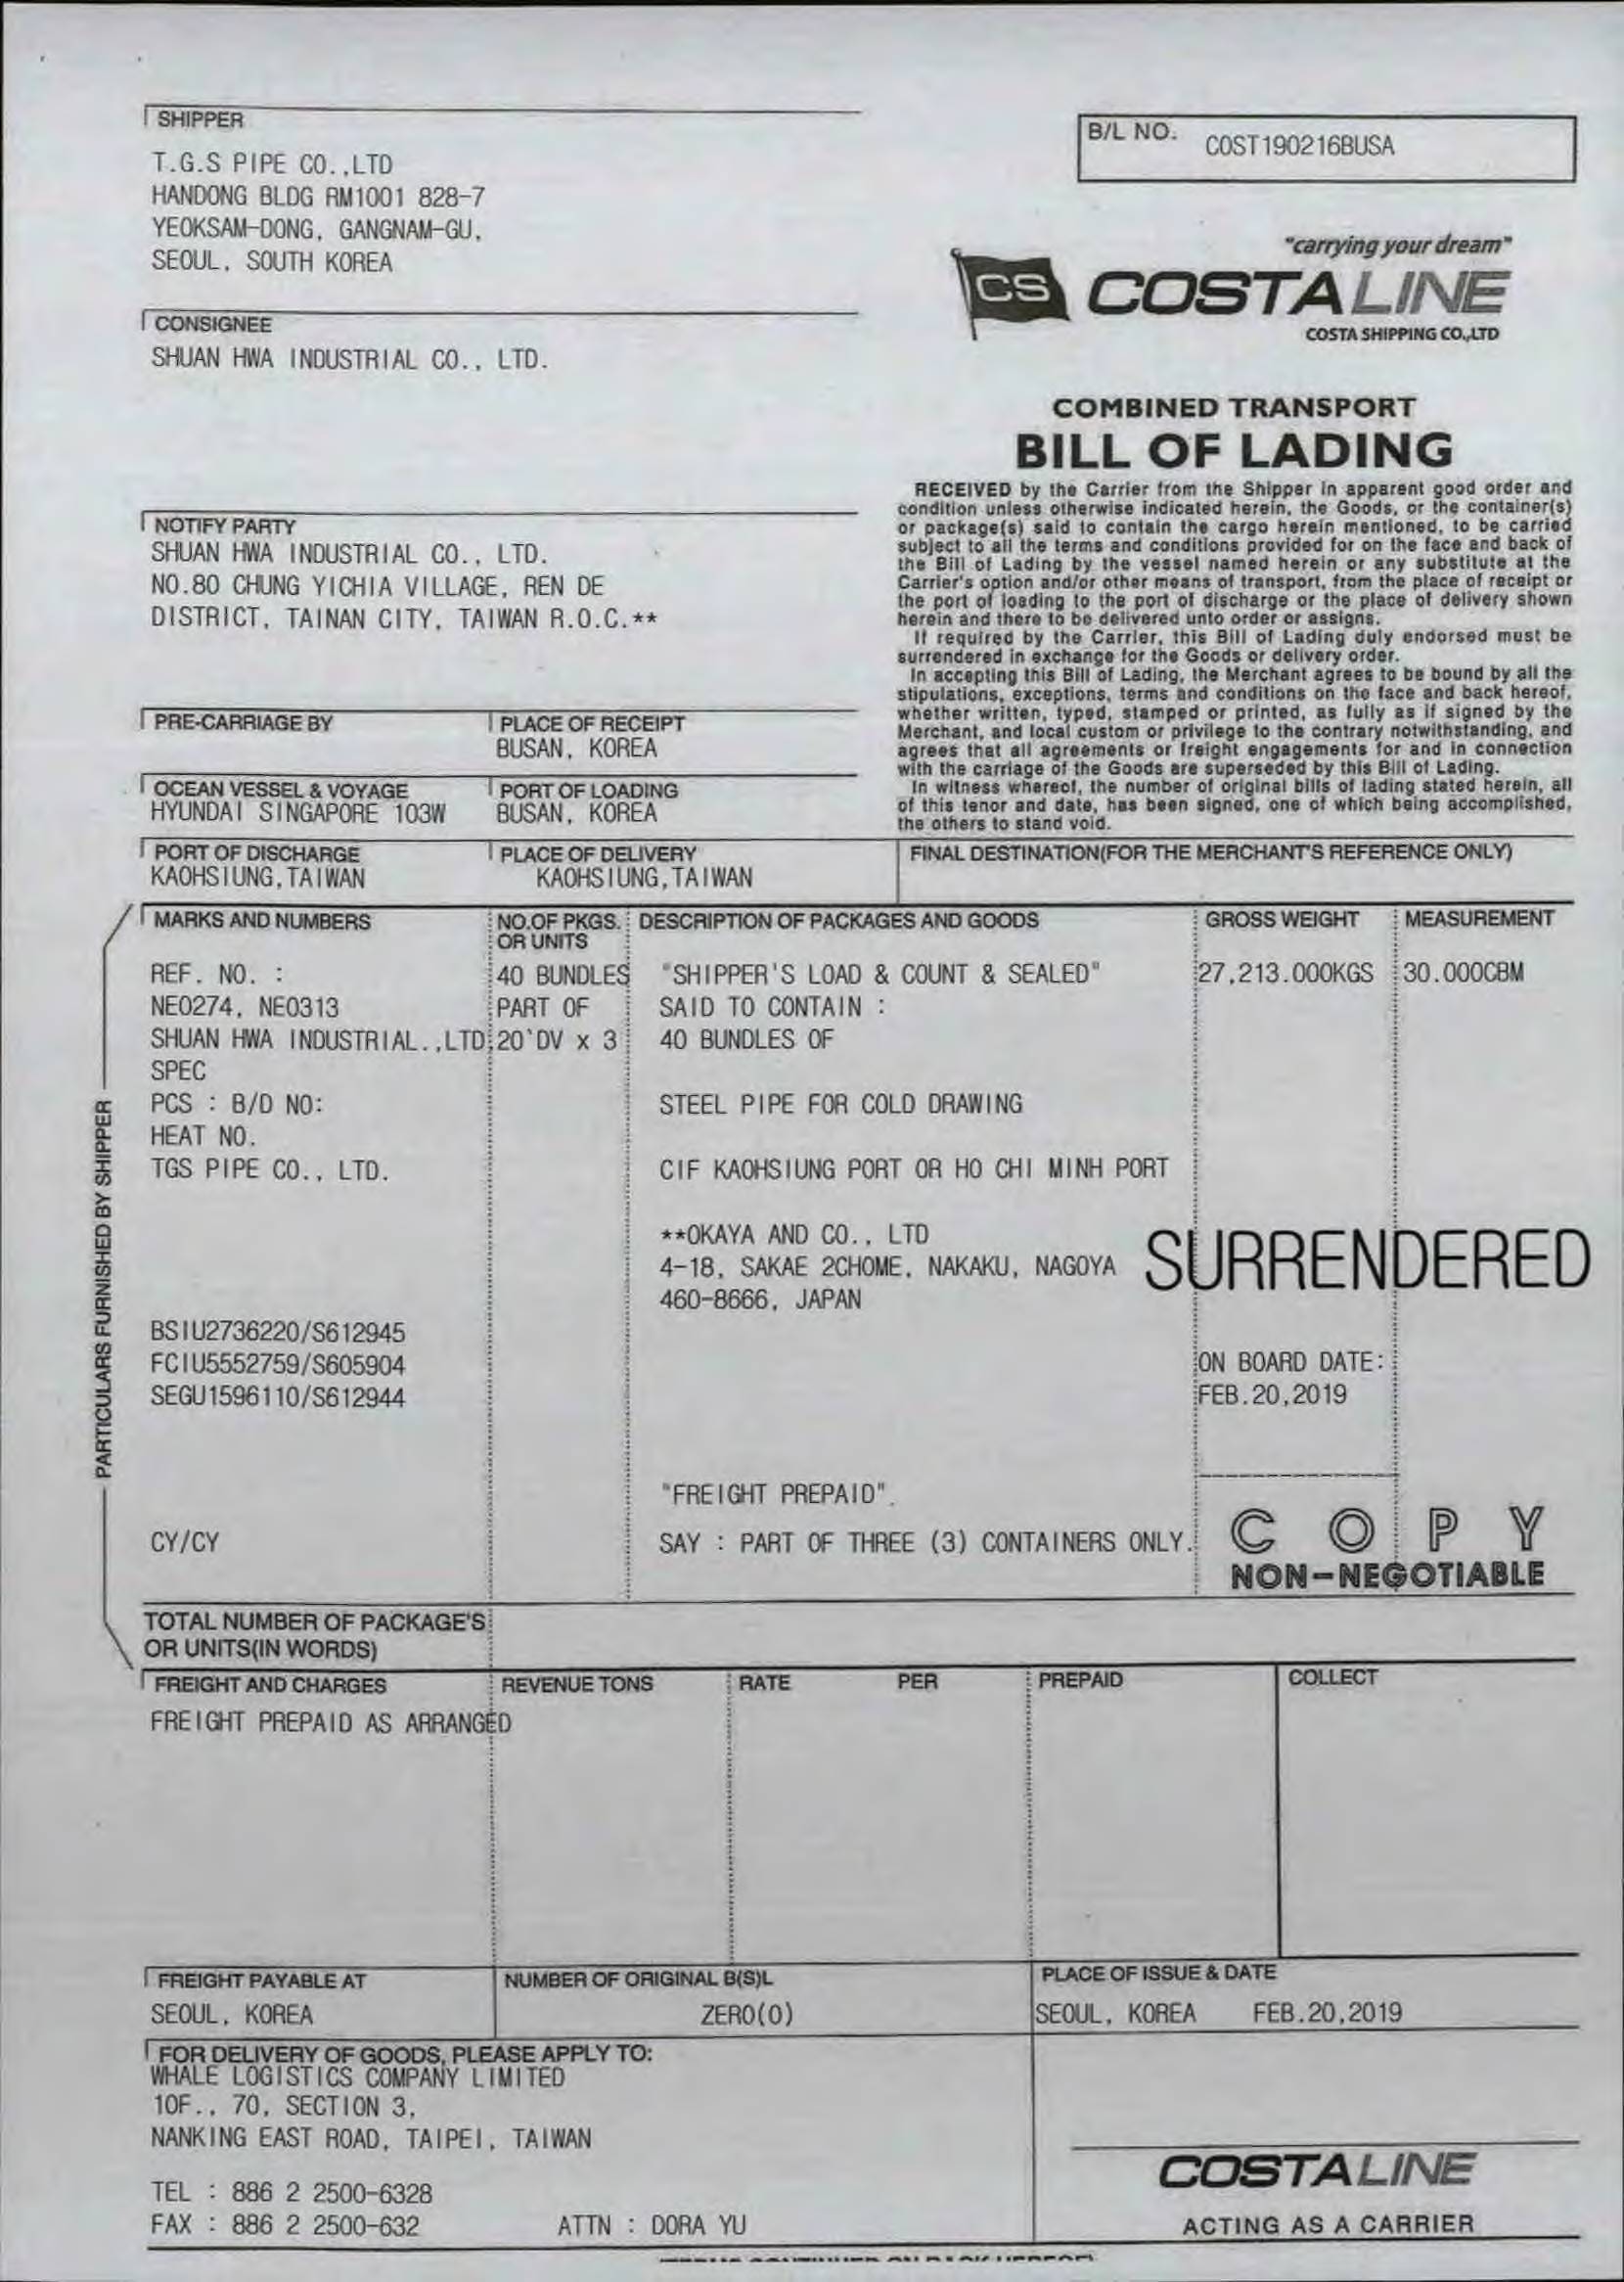 SHIPPER
T.G.S PIPE CO.,LTD
HANDONG BLDG RM1001 828-7
YEOKSAM-DONG, GANGNAM-GU,
SEOUL, SOUTH KOREA
B/L NO. COST190216BUSA
"carrying your dream"
CS COSTALINE
COSTA SHIPPING CO.,LTD
CONSIGNEE
SHUAN HWA INDUSTRIAL CO., LTD.
COMBINED TRANSPORT
BILL OF LADING
RECEIVED by the Carrier from the Shipper in apparent good order and
condition unless otherwise indicated herein, the Goods, or the container(s)
or package(s) said to contain the cargo herein mentioned, to be carried
subject to all the terms and conditions provided for on the face and back of
the Bill of Lading by the vessel named herein or any substitute at the
Carrier's option and/or other means of transport, from the place of receipt or
the port of loading to the port of discharge or the place of delivery shown
herein and there to be delivered unto order or assigns.
If required by the Carrier, this Bill of Lading duly endorsed must be
surrendered in exchange for the Goods or delivery order.
In accepting this Bill of Lading, the Merchant agrees to be bound by all the
stipulations, exceptions, terms and conditions on the face and back hereof,
whether written, typed, stamped or printed, as fully as if signed by the
Merchant, and local custom or privilege to the contrary notwithstanding, and
agrees that all agreements or freight engagements for and in connection
with the carriage of the Goods are superseded by this Bill of Lading.
In witness whereof, the number of original bills of lading stated herein, all
of this tenor and date, has been signed, one of which being accomplished,
the others to stand void.
NOTIFY PARTY
SHUAN HWA INDUSTRIAL CO., LTD.
NO.80 CHUNG YICHIA VILLAGE, REN DE
DISTRICT, TAINAN CITY, TAIWAN R.O.C.**
PRE-CARRIAGE BY PLACE OF RECEIPT
BUSAN, KOREA
OCEAN VESSEL & VOYAGE PORT OF LOADING
HYUNDAI SINGAPORE 103W BUSAN, KOREA
PORT OF DISCHARGE PLACE OF DELIVERY FINAL DESTINATION(FOR THE MERCHANT'S REFERENCE ONLY)
KAOHSIUNG,TAIWAN KAOHSIUNG,TAIWAN
PARTICULARS FURNISHED BY SHIPPER
MARKS AND NUMBERS NO.OF PKGS. DESCRIPTION OF PACKAGES AND GOODS GROSS WEIGHT MEASUREMENT
OR UNITS
REF. NO. : 40 BUNDLES "SHIPPER'S LOAD & COUNT & SEALED" 27,213.000KGS 30.000CBM
NE0274, NE0313 PART OF SAID TO CONTAIN :
SHUAN HWA INDUSTRIAL.,LTD 20'DV x 3 40 BUNDLES OF
SPEC
PCS : B/D NO: STEEL PIPE FOR COLD DRAWING
HEAT NO.
TGS PIPE CO., LTD. CIF KAOHSIUNG PORT OR HO CHI MINH PORT
**OKAYA AND CO., LTD
4-18, SAKAE 2CHOME, NAKAKU, NAGOYA
460-8666, JAPAN
SURRENDERED
BSIU2736220/S612945
FCIU5552759/S605904 ON BOARD DATE:
SEGU1596110/S612944 FEB.20,2019
"FREIGHT PREPAID".
CY/CY SAY : PART OF THREE (3) CONTAINERS ONLY.
COPY
NON-NEGOTIABLE
TOTAL NUMBER OF PACKAGE'S
OR UNITS(IN WORDS)
FREIGHT AND CHARGES REVENUE TONS RATE PER PREPAID COLLECT
FREIGHT PREPAID AS ARRANGED
FREIGHT PAYABLE AT NUMBER OF ORIGINAL B(S)L PLACE OF ISSUE & DATE
SEOUL, KOREA ZERO(0) SEOUL, KOREA FEB.20,2019
FOR DELIVERY OF GOODS, PLEASE APPLY TO:
WHALE LOGISTICS COMPANY LIMITED
10F., 70, SECTION 3,
NANKING EAST ROAD, TAIPEI, TAIWAN
TEL : 886 2 2500-6328
FAX : 886 2 2500-632 ATTN : DORA YU
COSTALINE
ACTING AS A CARRIER